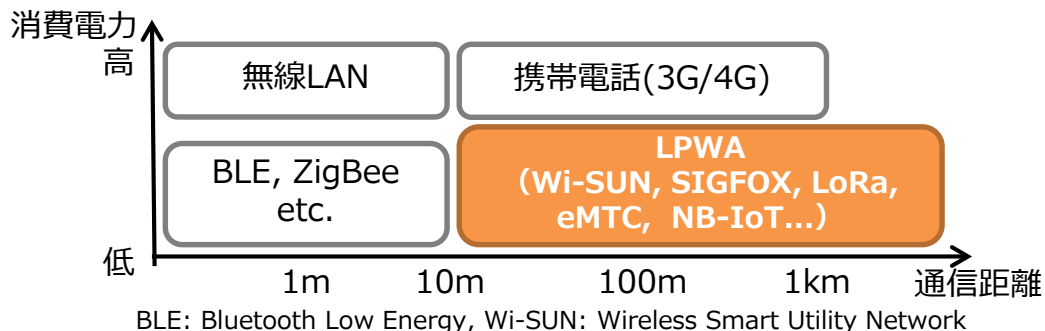 消費電力
高
無線LAN
携帯電話(3G/4G)
BLE, ZigBee
etc.
LPWA
（Wi-SUN, SIGFOX, LoRa,
eMTC, NB-IoT...）
低
1m
10m
100m
1km
通信距離
BLE: Bluetooth Low Energy, Wi-SUN: Wireless Smart Utility Network